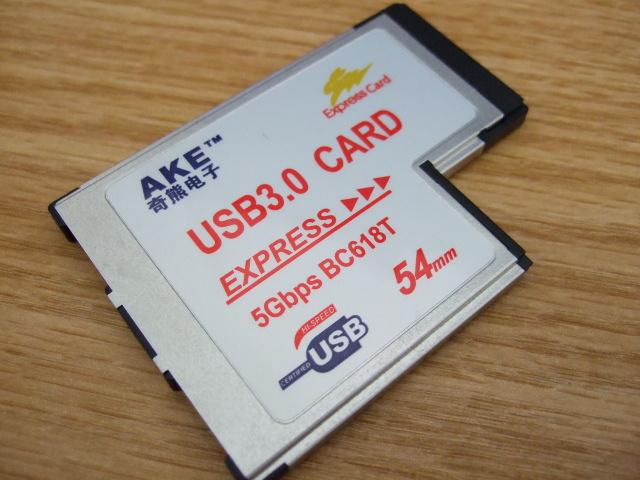 Express Card
AKE™
奇熊电子
USB3.0 CARD
EXPRESS
5Gbps BC618T
54mm
HI-SPEED
CERTIFIED USB